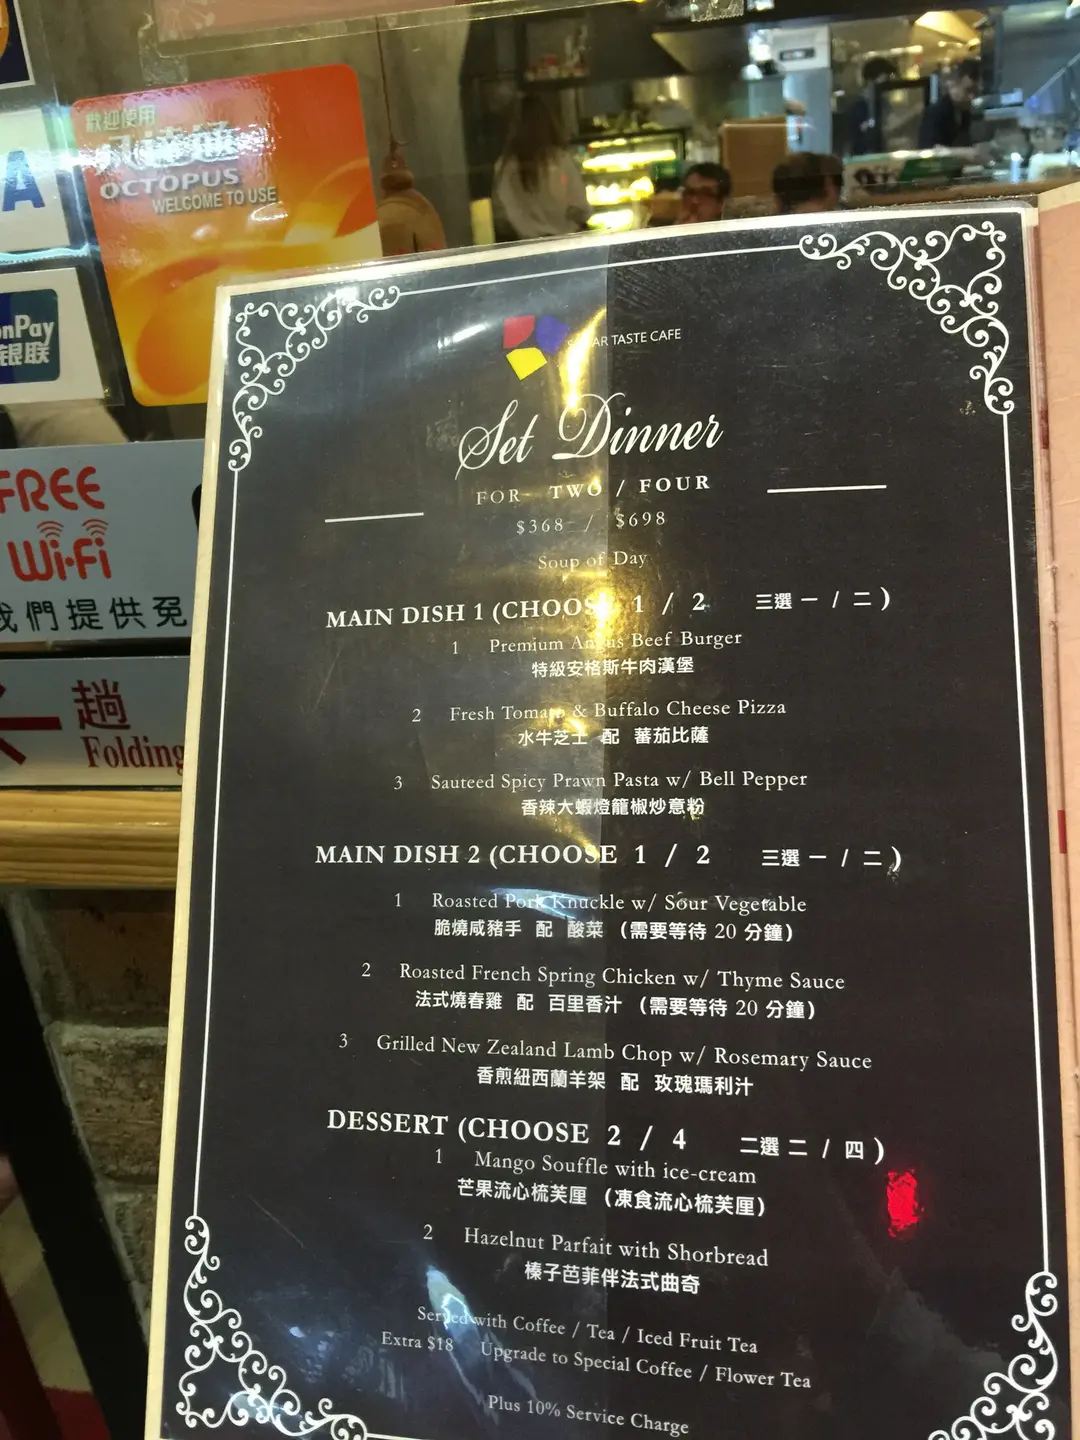 歡迎使用
八達通
OCTOPUS
WELCOME TO USE
A
nPay
银联
FREE
Wi-Fi
我們提供免
趟
Folding
AR TASTE CAFE
Set Dinner
FOR TWO / FOUR
$368 / $698
Soup of Day
MAIN DISH 1 (CHOOSE 1 / 2 三選 一 / 二 )
1 Premium Angus Beef Burger
特級安格斯牛肉漢堡
2 Fresh Tomato & Buffalo Cheese Pizza
水牛芝士 配 蕃茄比薩
3 Sauteed Spicy Prawn Pasta w/ Bell Pepper
香辣大蝦燈籠椒炒意粉
MAIN DISH 2 (CHOOSE 1 / 2 三選 一 / 二 )
1 Roasted Pork Knuckle w/ Sour Vegetable
脆燒咸豬手 配 酸菜 (需要等待 20 分鐘)
2 Roasted French Spring Chicken w/ Thyme Sauce
法式燒春雞 配 百里香汁 (需要等待 20 分鐘)
3 Grilled New Zealand Lamb Chop w/ Rosemary Sauce
香煎紐西蘭羊架 配 玫瑰瑪利汁
DESSERT (CHOOSE 2 / 4 二選 二 / 四 )
1 Mango Souffle with ice-cream
芒果流心梳芙厘 (凍食流心梳芙厘)
2 Hazelnut Parfait with Shorbread
榛子芭菲伴法式曲奇
Served with Coffee / Tea / Iced Fruit Tea
Extra $18 Upgrade to Special Coffee / Flower Tea
Plus 10% Service Charge